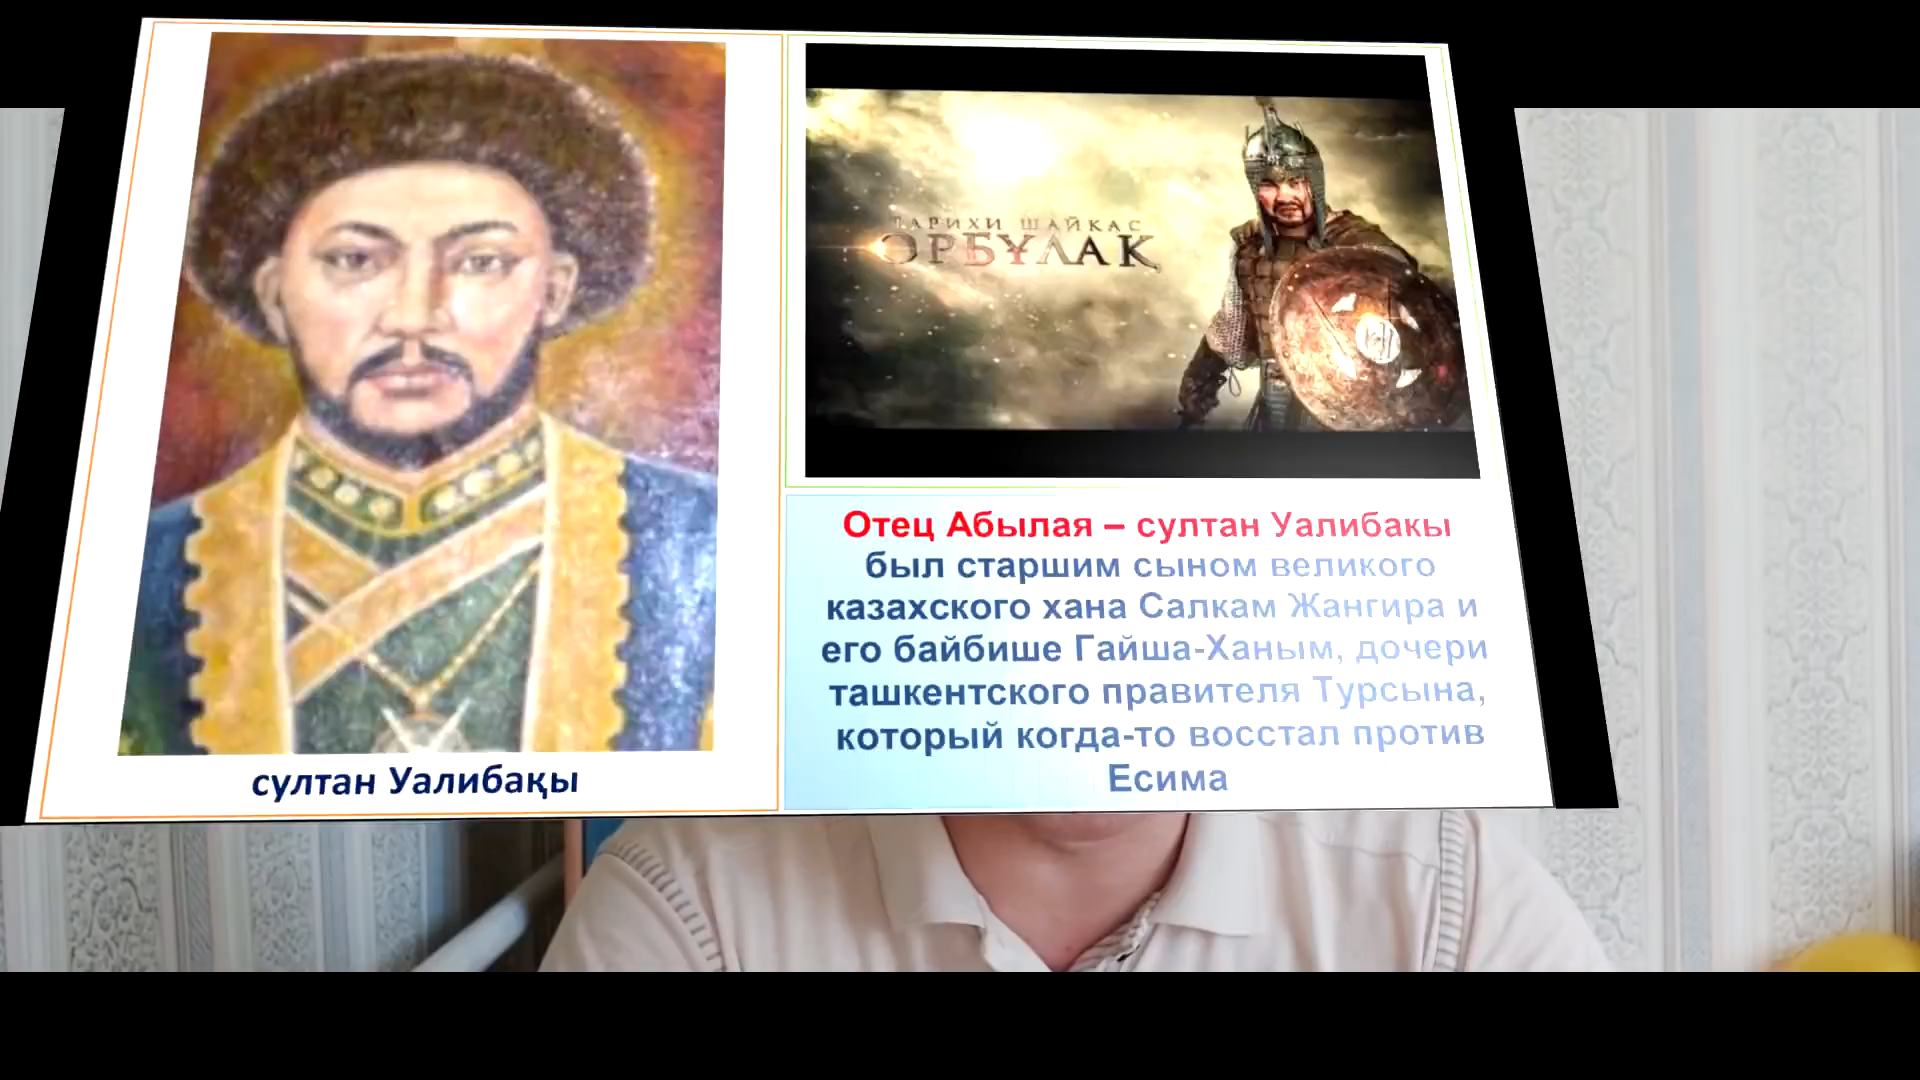 султан Уалибақы
ТАРИХИ ШАЙКАС
ОРБҰЛАҚ
Отец Абылая – султан Уалибакы
был старшим сыном великого
казахского хана Салкам Жангира и
его байбише Гайша-Ханым, дочери
ташкентского правителя Турсына,
который когда-то восстал против
Есима